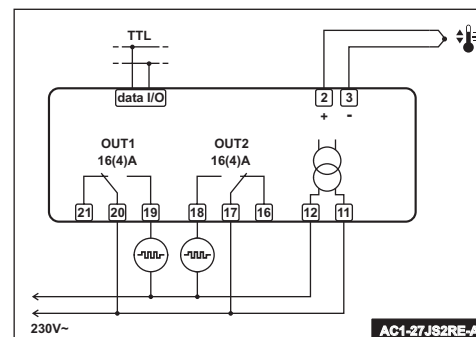 TTL
data I/O
2 3
+ -
OUT1 OUT2
16(4)A 16(4)A
21 20 19 18 17 16 12 11
230V~
AC1-27JS2RE-A